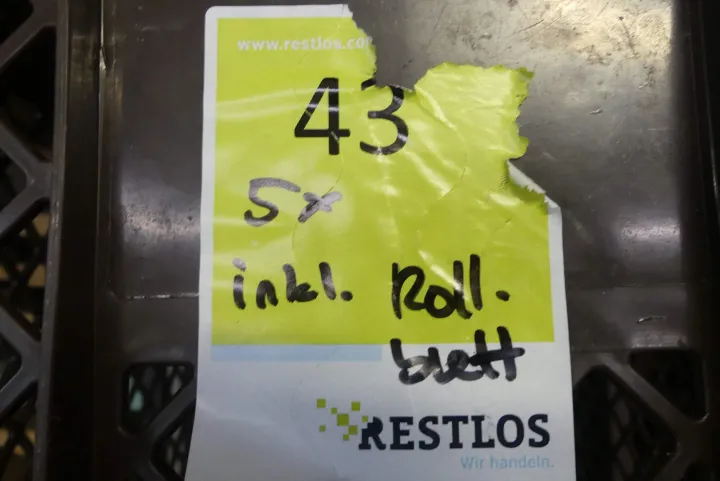 www.restlos.co
43
5x
inkl. Roll.
brett
RESTLOS
Wir handeln.